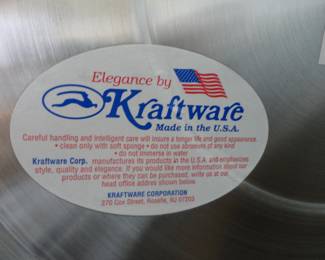 Elegance by
Kraftware
Made in the U.S.A.
Careful handling and intelligent care will insure a longer life and good appearance.
• clean only with soft sponge • do not use abrasives of any kind
• do not immerse in water
Kraftware Corp. manufactures its products in the U.S.A. and emphasizes
style, quality and elegance. If you would like more information about our
products or where they can be purchased, write us at our
head office address shown below.
KRAFTWARE CORPORATION
270 Cox Street, Roselle, NJ 07203